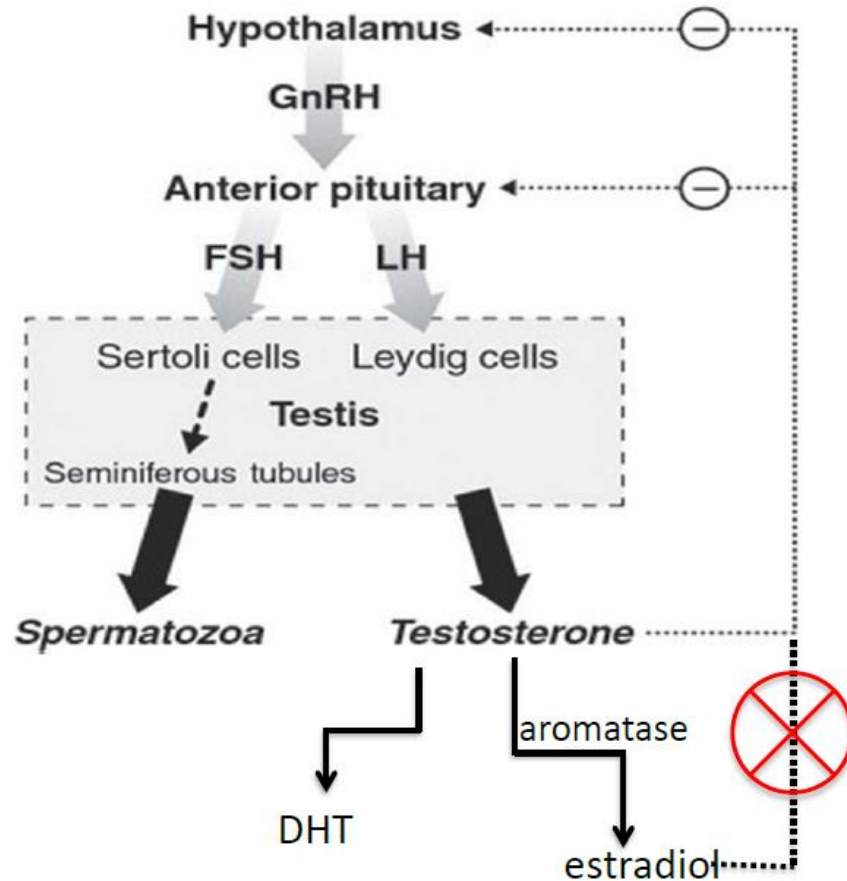 Hypothalamus
GnRH
Anterior pituitary
FSH LH
Sertoli cells Leydig cells
Testis
Seminiferous tubules
Spermatozoa Testosterone
aromatase
DHT
estradiol